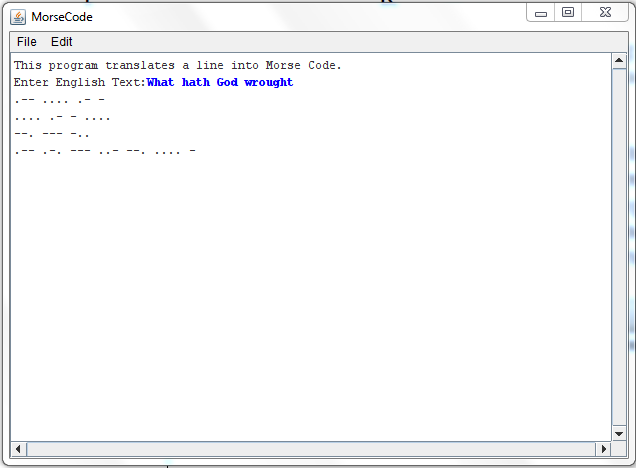 MorseCode
File Edit
This program translates a line into Morse Code.
Enter English Text:What hath God wrought
.-- .... .- -
.... .- - ....
--. --- -..
.-- .-. --- ..- --. .... -